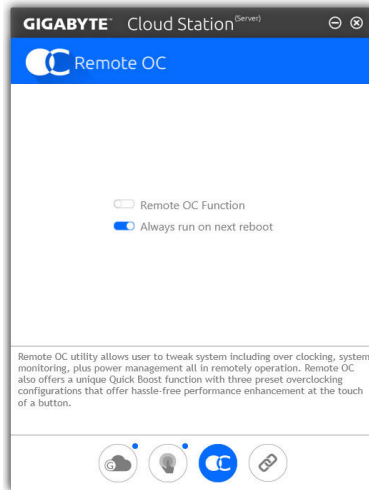 GIGABYTE™ Cloud Station (Server)
Remote OC
Remote OC Function
Always run on next reboot
Remote OC utility allows user to tweak system including over clocking, system
monitoring, plus power management all in remotely operation. Remote OC
also offers a unique Quick Boost function with three preset overclocking
configurations that offer hassle-free performance enhancement at the touch
of a button.
G